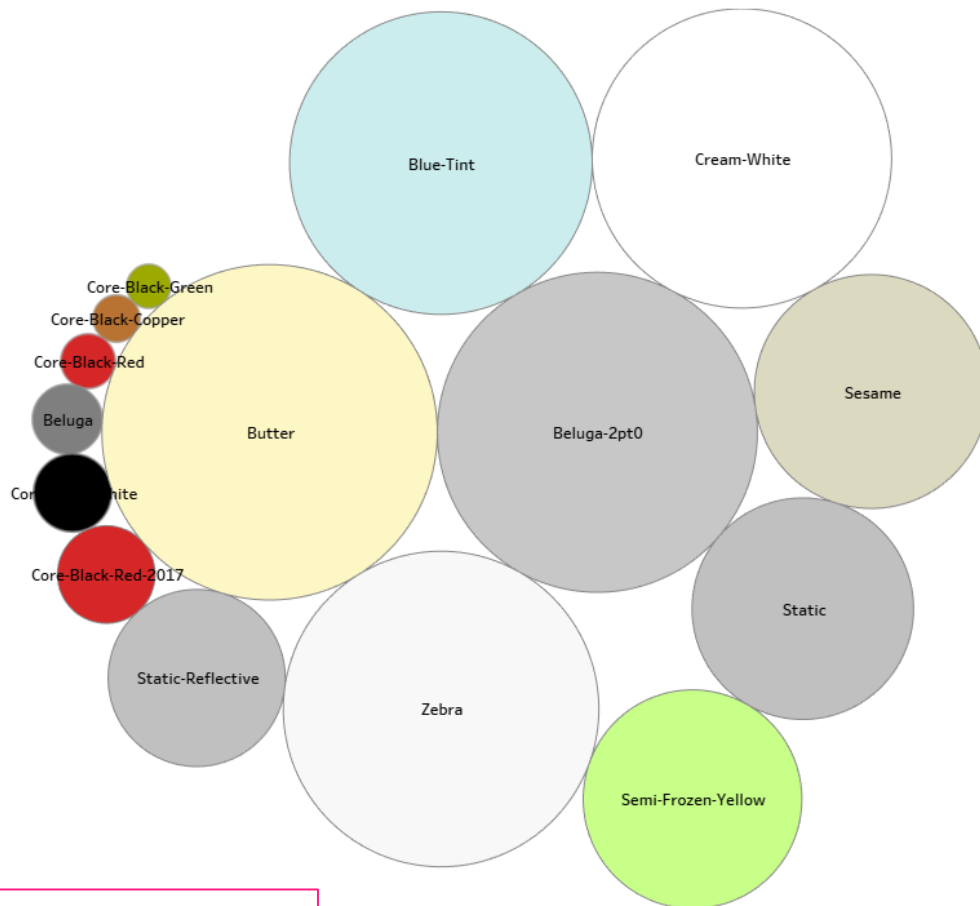 Cream-White
Blue-Tint
Core-Black-Green
Core-Black-Copper
Core-Black-Red
Sesame
Beluga
Butter
Beluga-2pt0
Core-Black-Red-2017
Static
Static-Reflective
Zebra
Semi-Frozen-Yellow